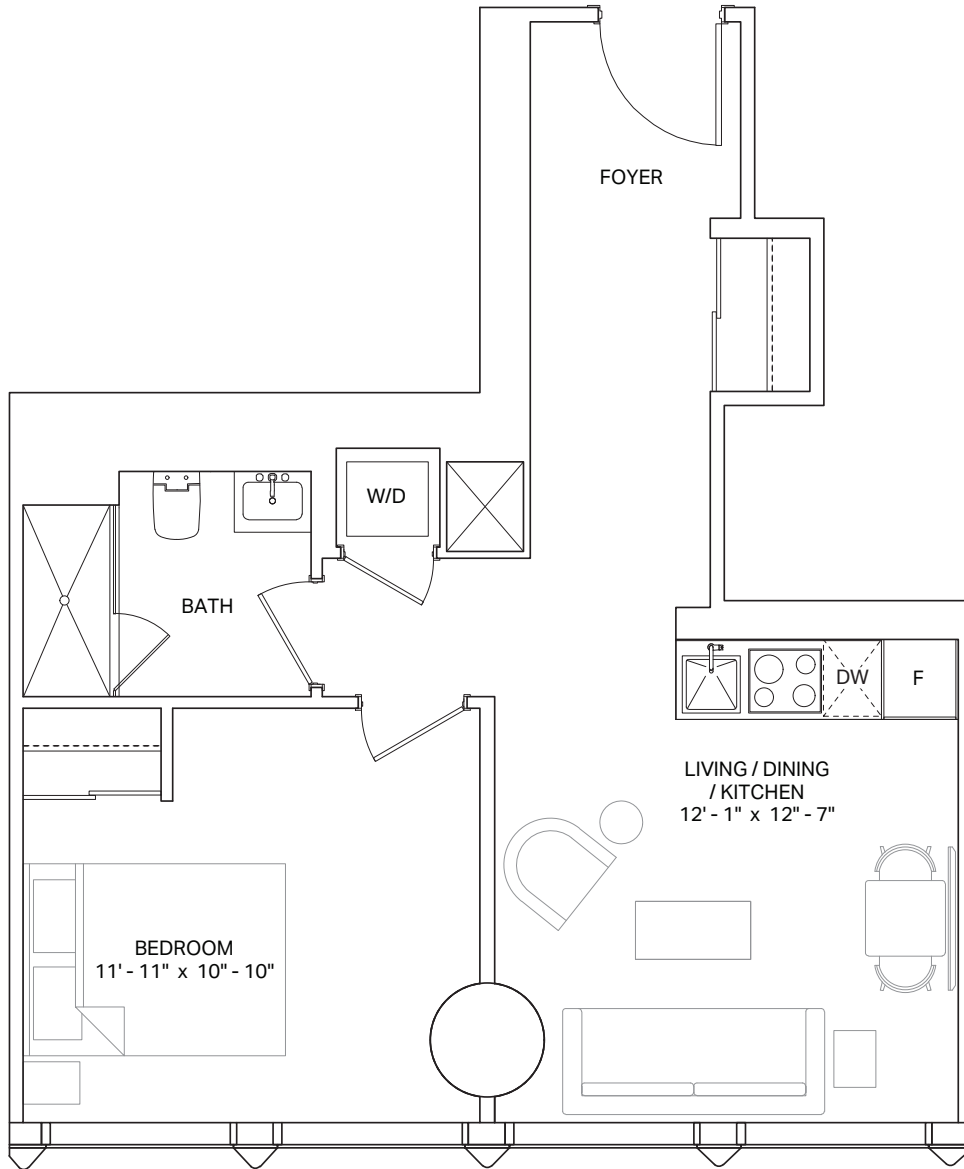 FOYER
W/D
BATH
DW
F
LIVING / DINING
/ KITCHEN
12' - 1" x 12" - 7"
BEDROOM
11' - 11" x 10" - 10"